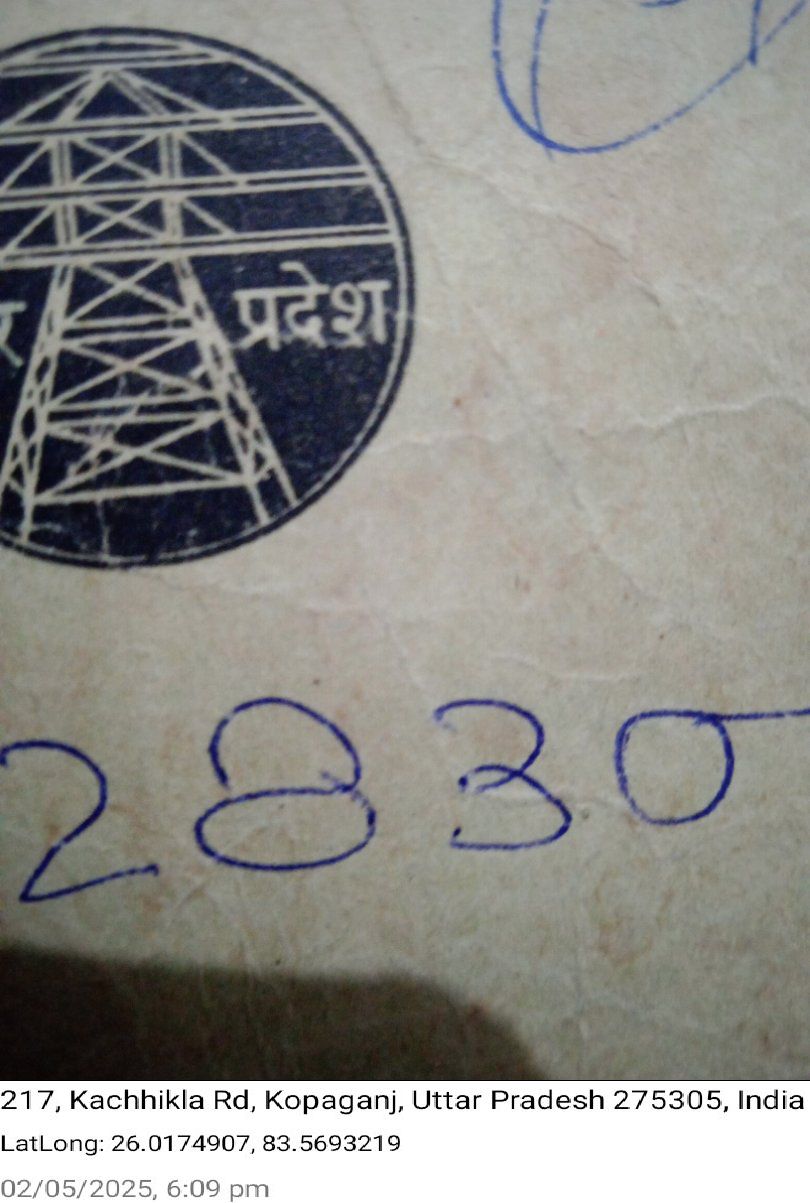 प्रदेश
2830
217, Kachhikla Rd, Kopaganj, Uttar Pradesh 275305, India
LatLong: 26.0174907, 83.5693219
02/05/2025, 6:09 pm